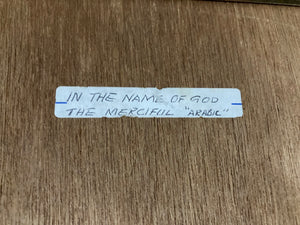 IN THE NAME OF GOD
THE MERCIFUL "ARABIC"